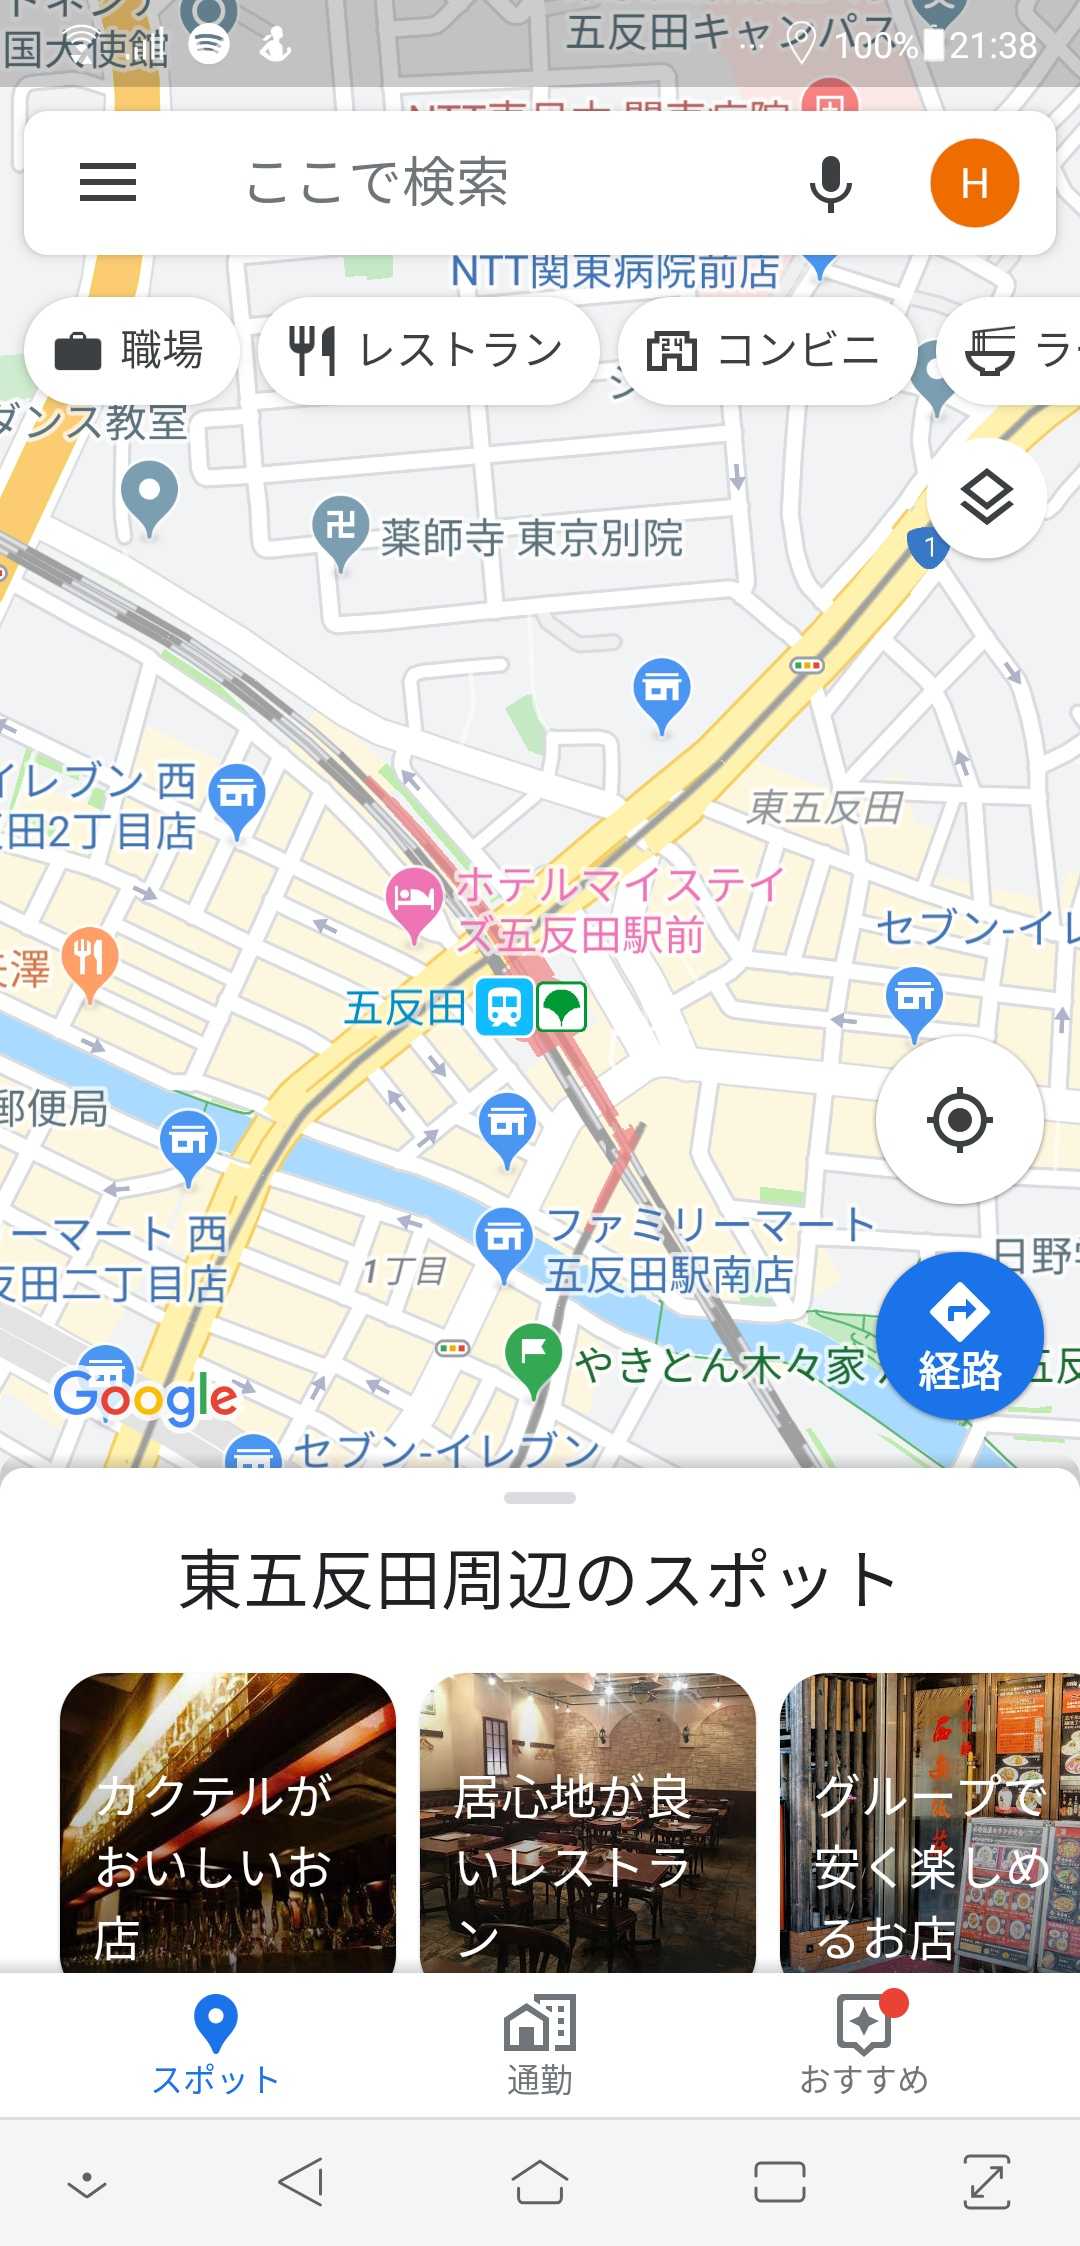 国大使館
五反田キャンパス
100%
21:38
ここで検索
H
NTT関東病院前店
職場
レストラン
24
コンビニ
ダンス教室
薬師寺 東京別院
1
イレブン 西
田2丁目店
東五反田
ホテルマイステイ
ズ五反田駅前
セブン-イレ
澤
五反田
郵便局
ーマート 西
反田二丁目店
ファミリーマート
五反田駅南店
1丁目
日野学
やきとん木々家
五反
経路
Google
セブン-イレブン
東五反田周辺のスポット
カクテルが
おいしいお
店
居心地が良
いレストラ
ン
グループで
安く楽しめ
るお店
スポット
通勤
おすすめ